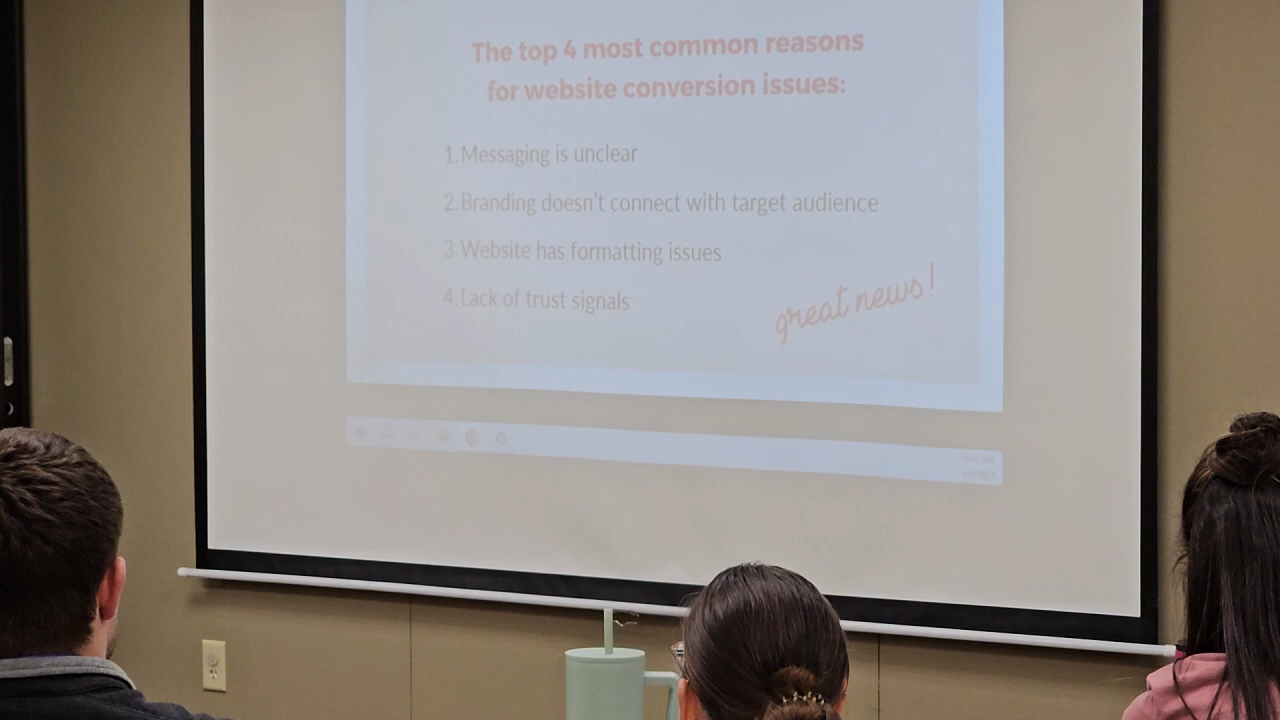 The top 4 most common reasons
for website conversion issues:
1. Messaging is unclear
2. Branding doesn't connect with target audience
3. Website has formatting issues
4. Lack of trust signals
great news!